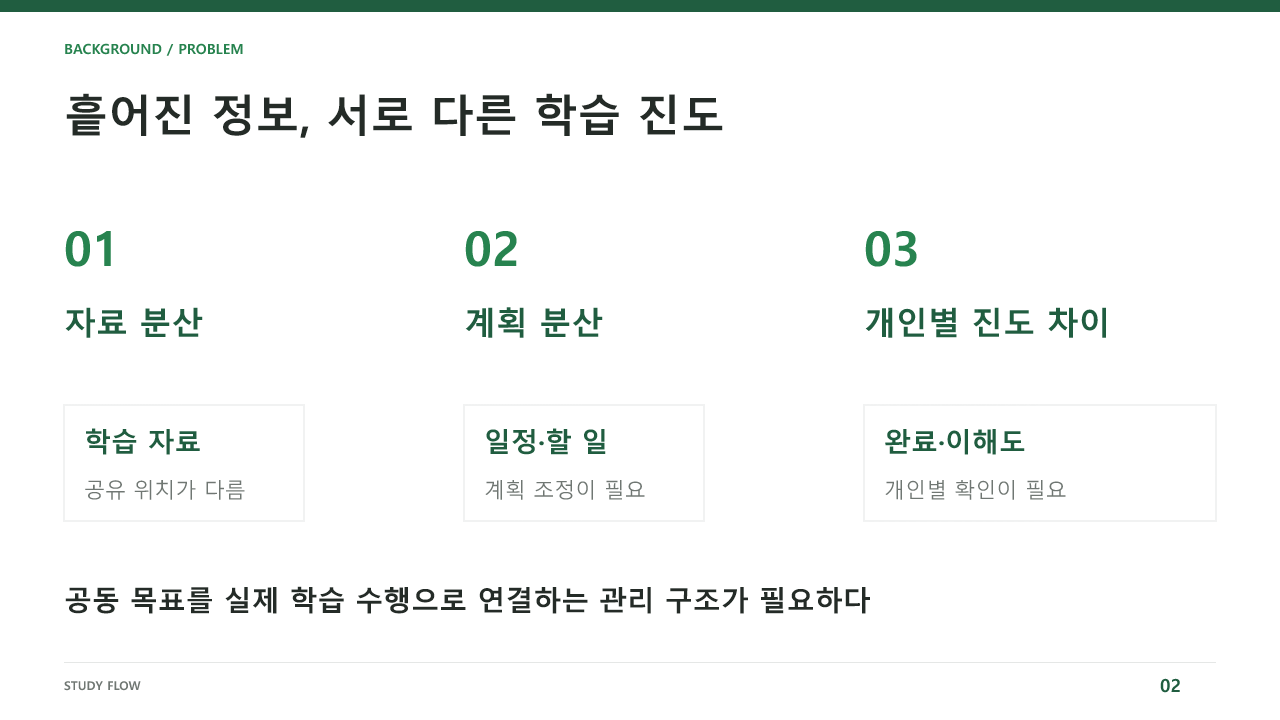 BACKGROUND / PROBLEM
흩어진 정보, 서로 다른 학습 진도
01
자료 분산
02
계획 분산
03
개인별 진도 차이
학습 자료
공유 위치가 다름
일정·할 일
계획 조정이 필요
완료·이해도
개인별 확인이 필요
공동 목표를 실제 학습 수행으로 연결하는 관리 구조가 필요하다
STUDY FLOW
02